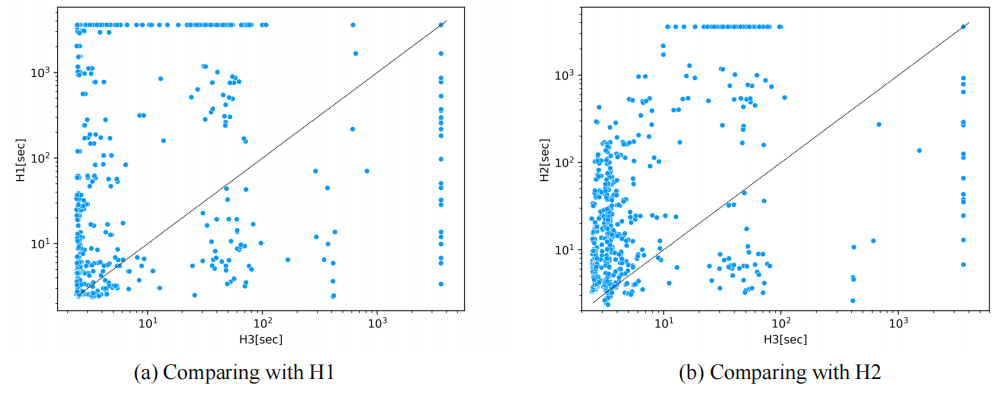 10³
10²
10¹
H1[sec]
10¹
10²
10³
H3[sec]
(a) Comparing with H1
10³
10²
10¹
H2[sec]
10¹
10²
10³
H3[sec]
(b) Comparing with H2